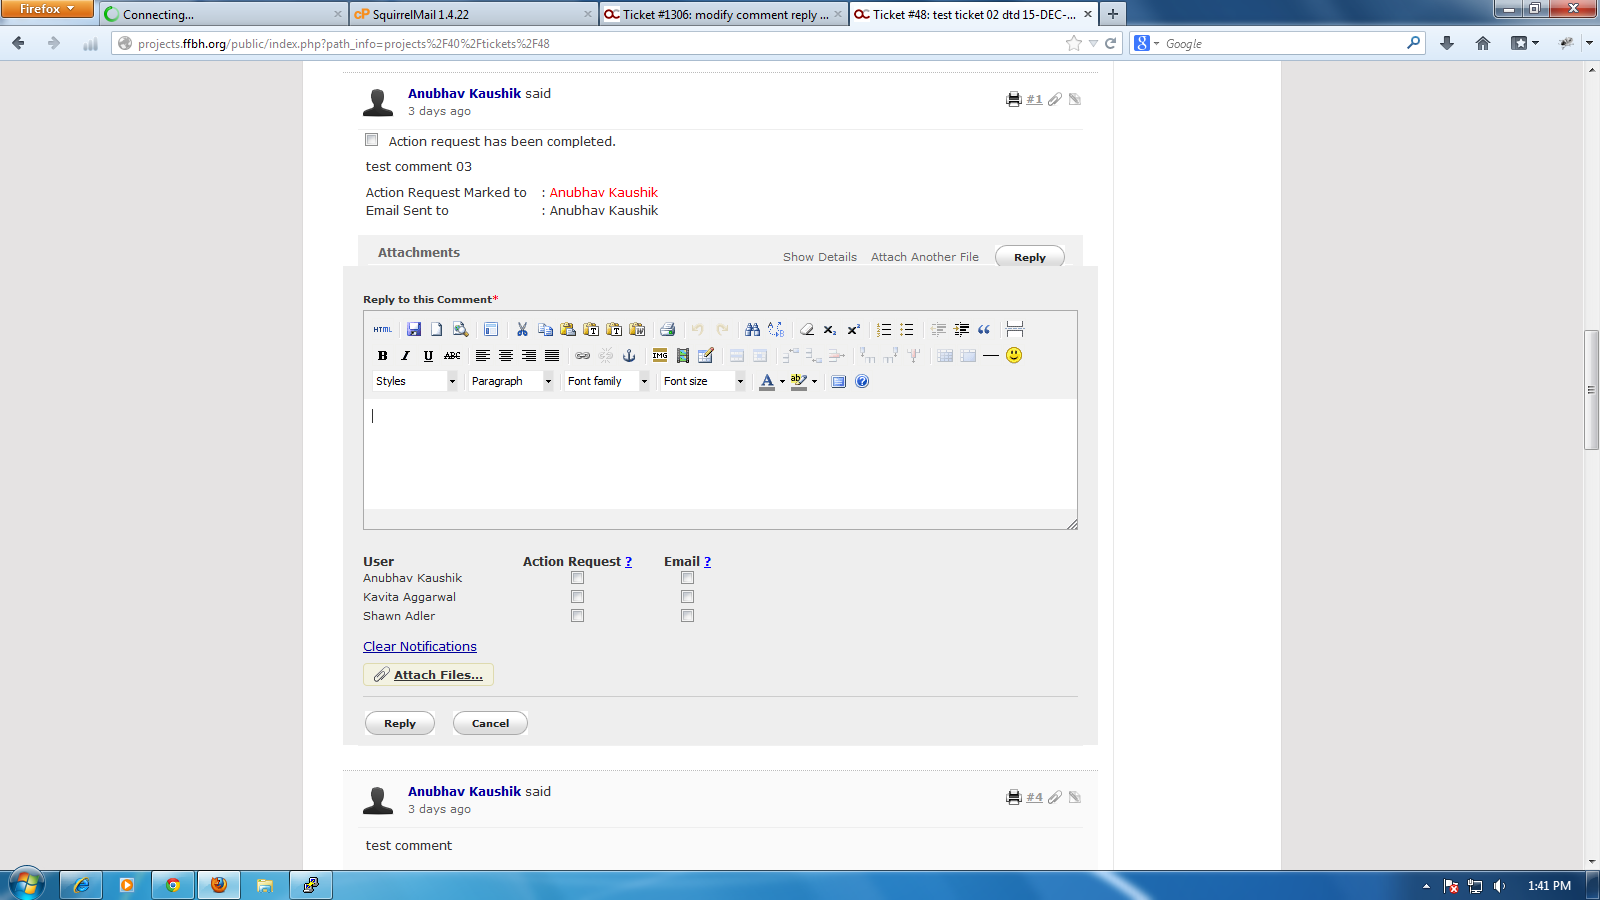 Firefox
Connecting...
cP SquirrelMail 1.4.22
Ticket #1306: modify comment reply ...
Ticket #48: test ticket 02 dtd 15-DEC-...
projects.ffbh.org/public/index.php?path_info=projects%2F40%2Ftickets%2F48
Google
Anubhav Kaushik said
3 days ago
#1
Action request has been completed.
test comment 03
Action Request Marked to : Anubhav Kaushik
Email Sent to : Anubhav Kaushik
Attachments
Show Details Attach Another File Reply
Reply to this Comment*
HTML
B I U ABC IMG
Styles Paragraph Font family Font size A ab
User Action Request ? Email ?
Anubhav Kaushik
Kavita Aggarwal
Shawn Adler
Clear Notifications
Attach Files...
Reply Cancel
Anubhav Kaushik said
3 days ago
#4
test comment
1:41 PM